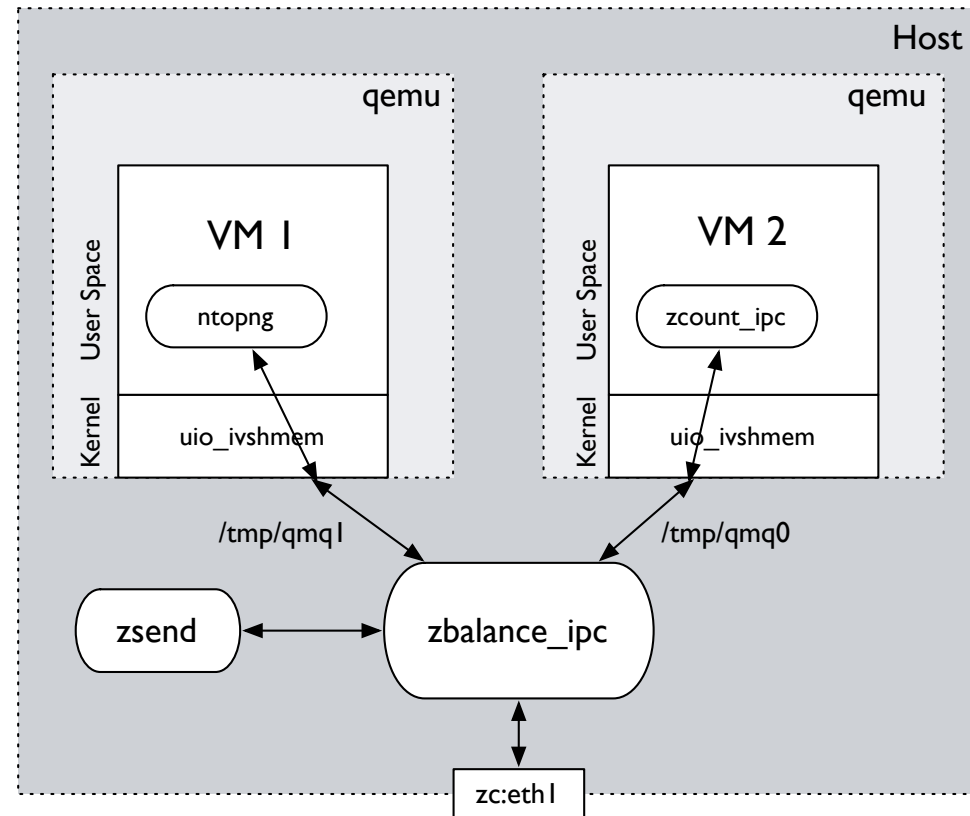 Host
qemu
qemu
VM 1
VM 2
User Space
User Space
ntopng
zcount_ipc
Kernel
Kernel
uio_ivshmem
uio_ivshmem
/tmp/qmq1
/tmp/qmq0
zsend
zbalance_ipc
zc:eth1